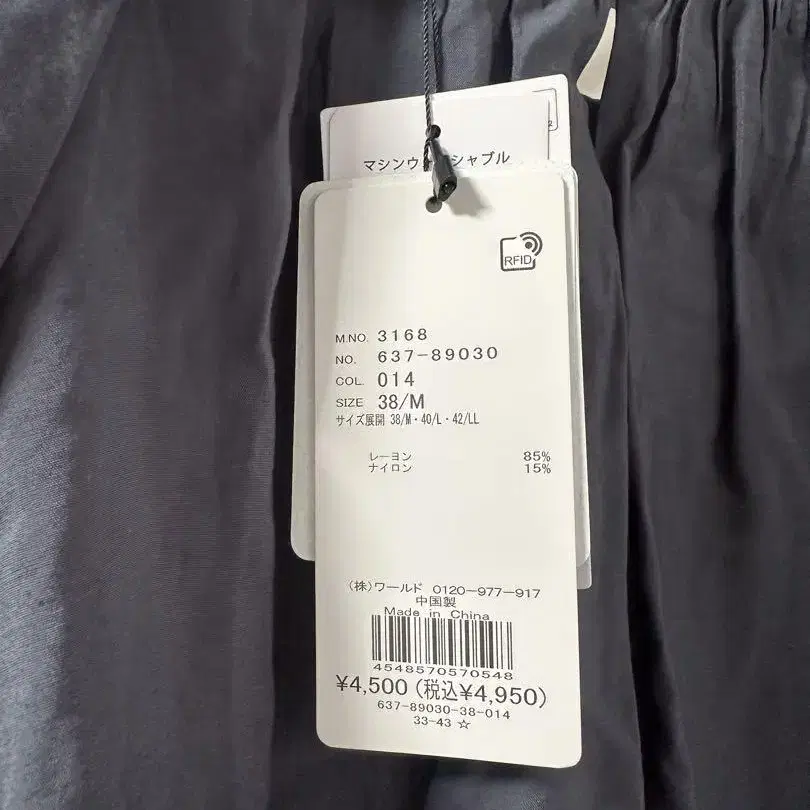 マシンウォッシャブル
RFID
M.NO. 3168
NO. 637-89030
COL. 014
SIZE 38/M
サイズ展開 38/M・40/L・42/LL
レーヨン 85%
ナイロン 15%
(株)ワールド 0120-977-917
中国製
Made in China
4548570570548
¥4,500 (税込¥4,950)
637-89030-38-014
33-43 ☆